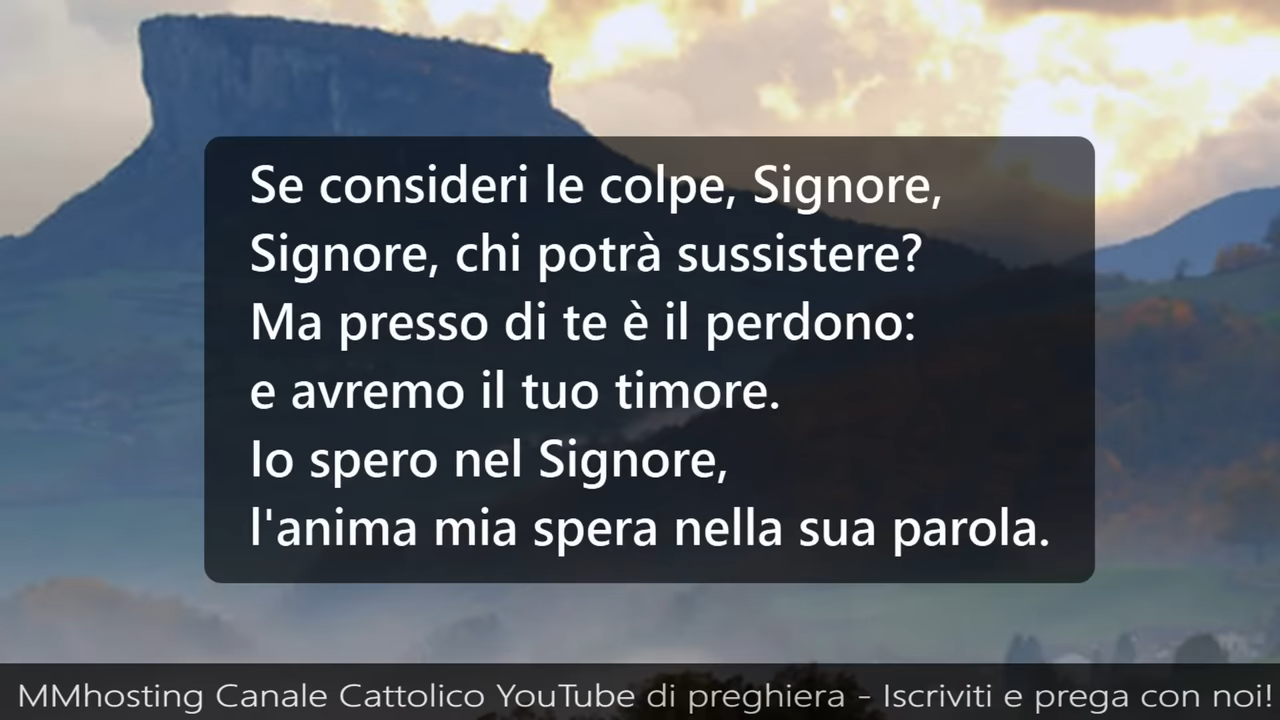 Se consideri le colpe, Signore,
Signore, chi potrà sussistere?
Ma presso di te è il perdono:
e avremo il tuo timore.
Io spero nel Signore,
l'anima mia spera nella sua parola.
MMhosting Canale Cattolico YouTube di preghiera - Iscriviti e prega con noi!